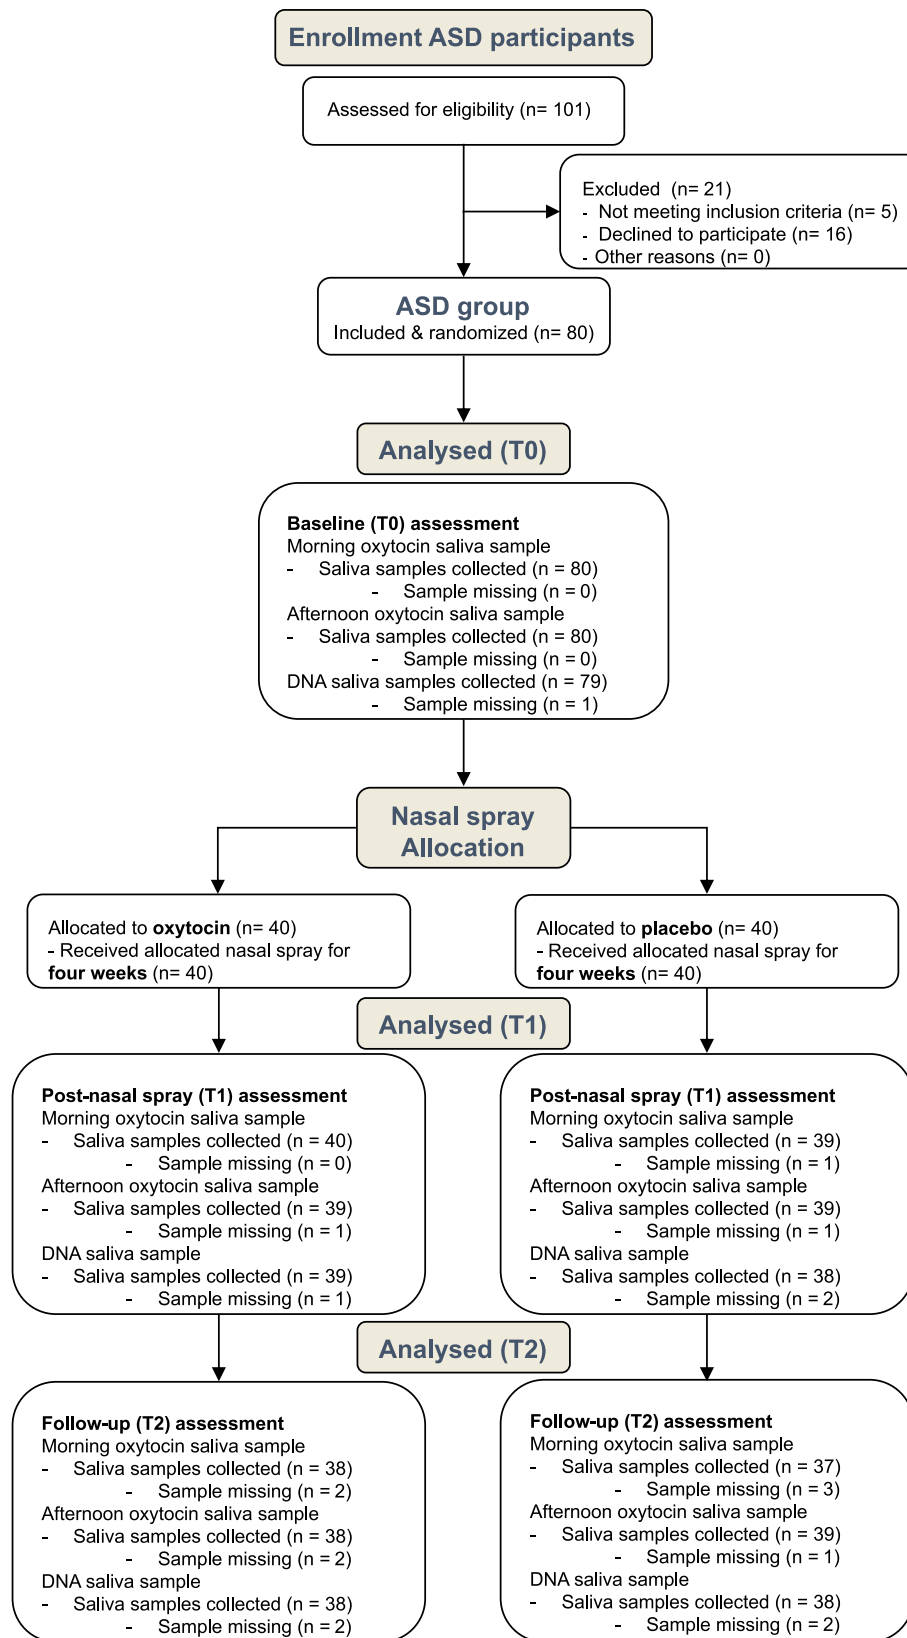 Enrollment ASD participants
Assessed for eligibility (n= 101)
Excluded (n= 21)
- Not meeting inclusion criteria (n= 5)
- Declined to participate (n= 16)
- Other reasons (n= 0)
ASD group
Included & randomized (n= 80)
Analysed (T0)
Baseline (T0) assessment
Morning oxytocin saliva sample
- Saliva samples collected (n = 80)
- Sample missing (n = 0)
Afternoon oxytocin saliva sample
- Saliva samples collected (n = 80)
- Sample missing (n = 0)
DNA saliva samples collected (n = 79)
- Sample missing (n = 1)
Nasal spray
Allocation
Allocated to oxytocin (n= 40)
- Received allocated nasal spray for
four weeks (n= 40)
Allocated to placebo (n= 40)
- Received allocated nasal spray for
four weeks (n= 40)
Analysed (T1)
Post-nasal spray (T1) assessment
Morning oxytocin saliva sample
- Saliva samples collected (n = 40)
- Sample missing (n = 0)
Afternoon oxytocin saliva sample
- Saliva samples collected (n = 39)
- Sample missing (n = 1)
DNA saliva sample
- Saliva samples collected (n = 39)
- Sample missing (n = 1)
Post-nasal spray (T1) assessment
Morning oxytocin saliva sample
- Saliva samples collected (n = 39)
- Sample missing (n = 1)
Afternoon oxytocin saliva sample
- Saliva samples collected (n = 39)
- Sample missing (n = 1)
DNA saliva sample
- Saliva samples collected (n = 38)
- Sample missing (n = 2)
Analysed (T2)
Follow-up (T2) assessment
Morning oxytocin saliva sample
- Saliva samples collected (n = 38)
- Sample missing (n = 2)
Afternoon oxytocin saliva sample
- Saliva samples collected (n = 38)
- Sample missing (n = 2)
DNA saliva sample
- Saliva samples collected (n = 38)
- Sample missing (n = 2)
Follow-up (T2) assessment
Morning oxytocin saliva sample
- Saliva samples collected (n = 37)
- Sample missing (n = 3)
Afternoon oxytocin saliva sample
- Saliva samples collected (n = 39)
- Sample missing (n = 1)
DNA saliva sample
- Saliva samples collected (n = 38)
- Sample missing (n = 2)